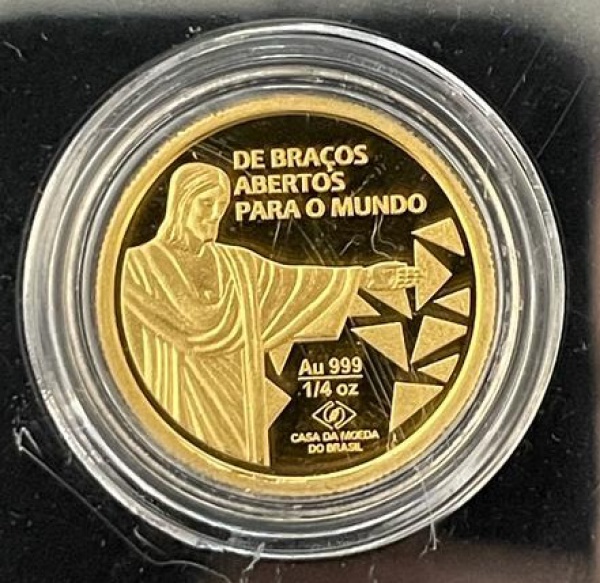 DE BRAÇOS
ABERTOS
PARA O MUNDO
Au 999
1/4 oz
CASA DA MOEDA
DO BRASIL